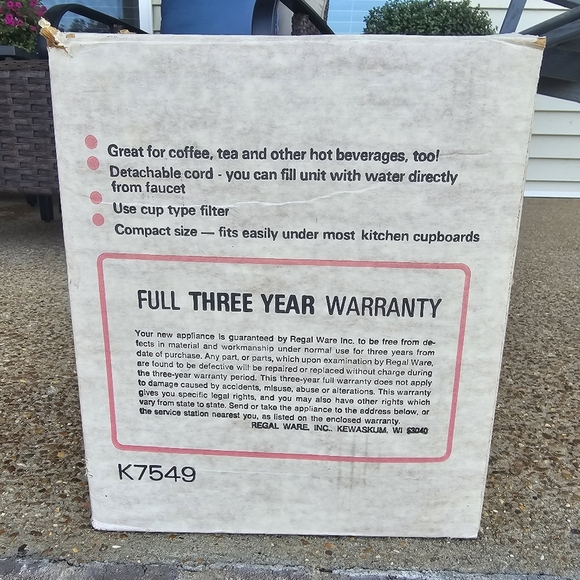 Great for coffee, tea and other hot beverages, too!
Detachable cord - you can fill unit with water directly
from faucet
Use cup type filter
Compact size — fits easily under most kitchen cupboards
FULL THREE YEAR WARRANTY
Your new appliance is guaranteed by Regal Ware Inc. to be free from de-
fects in material and workmanship under normal use for three years from
date of purchase. Any part, or parts, which upon examination by Regal Ware,
are found to be defective will be repaired or replaced without charge during
the three-year warranty period. This three-year full warranty does not apply
to damage caused by accidents, misuse, abuse or alterations. This warranty
gives you specific legal rights, and you may also have other rights which
vary from state to state. Send or take the appliance to the address below, or
the service station nearest you, as listed on the enclosed warranty.
REGAL WARE, INC., KEWASKUM, WI 53040
K7549